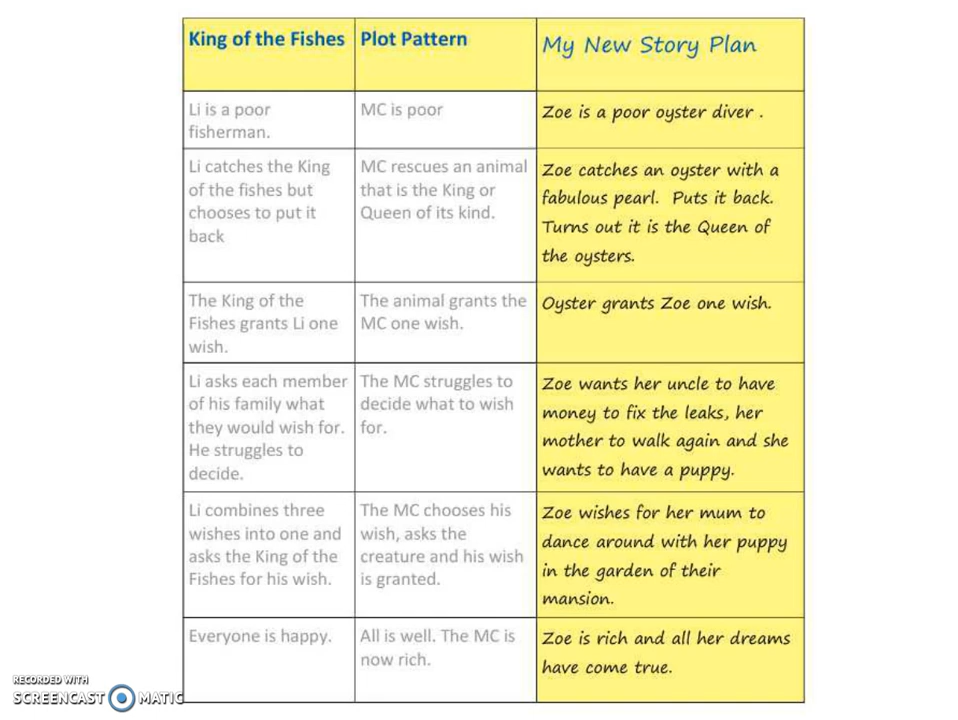 King of the Fishes
Plot Pattern
My New Story Plan
Li is a poor
fisherman.
MC is poor
Zoe is a poor oyster diver .
Li catches the King
of the fishes but
chooses to put it
back
MC rescues an animal
that is the King or
Queen of its kind.
Zoe catches an oyster with a
fabulous pearl. Puts it back.
Turns out it is the Queen of
the oysters.
The King of the
Fishes grants Li one
wish.
The animal grants the
MC one wish.
Oyster grants Zoe one wish.
Li asks each member
of his family what
they would wish for.
He struggles to
decide.
The MC struggles to
decide what to wish
for.
Zoe wants her uncle to have
money to fix the leaks, her
mother to walk again and she
wants to have a puppy.
Li combines three
wishes into one and
asks the King of the
Fishes for his wish.
The MC chooses his
wish, asks the
creature and his wish
is granted.
Zoe wishes for her mum to
dance around with her puppy
in the garden of their
mansion.
Everyone is happy.
All is well. The MC is
now rich.
Zoe is rich and all her dreams
have come true.
RECORDED WITH
SCREENCAST MATIC